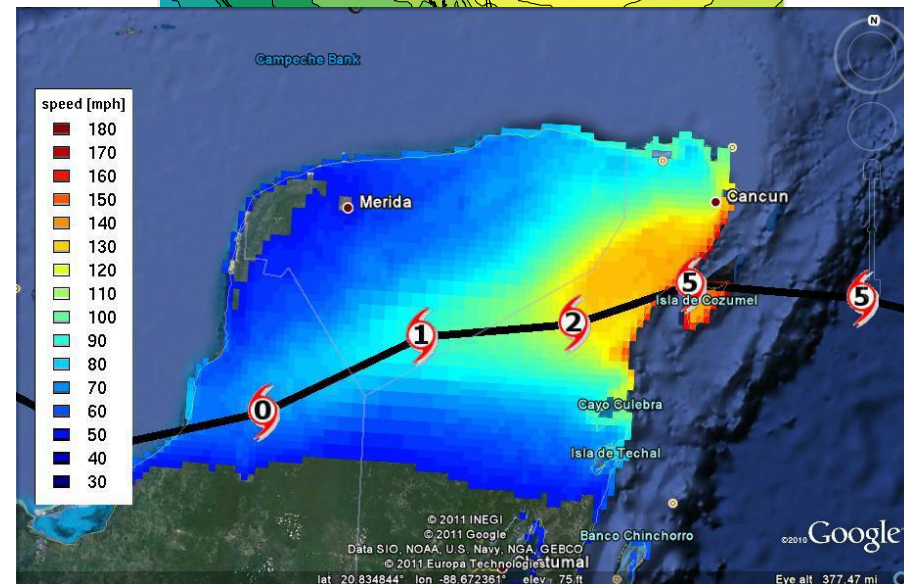 N
Campeche Bank
speed [mph]
180
170
160
150
140
130
120
110
100
90
80
70
60
50
40
30
Merida
Cancun
5
5
Isla de Cozumel
2
1
0
Cayo Culebra
Isla de Techal
© 2011 INEGI
© 2011 Google
Data SIO, NOAA, U.S. Navy, NGA, GEBCO
© 2011 Europa Technologies
Banco Chinchorro
©2010 Google
lat 20.834844° lon -88.672361° elev 75 ft
Eye alt 377.47 mi